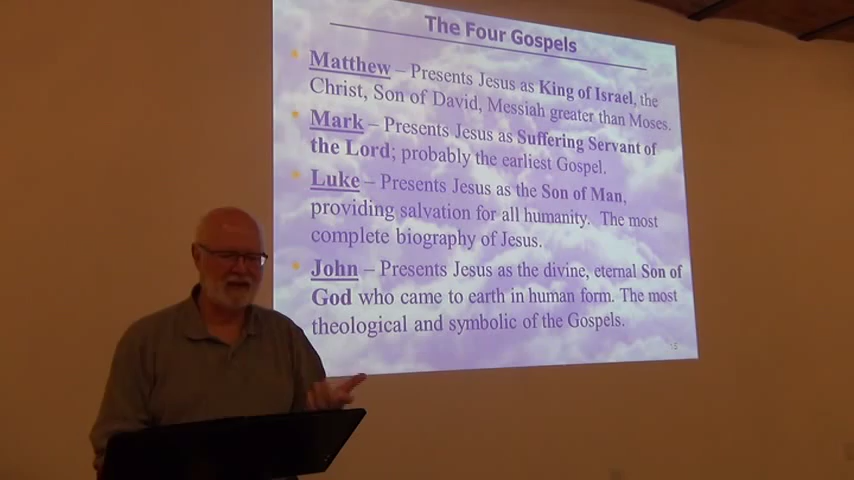 The Four Gospels
Matthew – Presents Jesus as King of Israel, the
Christ, Son of David, Messiah greater than Moses.
Mark – Presents Jesus as Suffering Servant of
the Lord; probably the earliest Gospel.
Luke – Presents Jesus as the Son of Man,
providing salvation for all humanity. The most
complete biography of Jesus.
John – Presents Jesus as the divine, eternal Son of
God who came to earth in human form. The most
theological and symbolic of the Gospels.